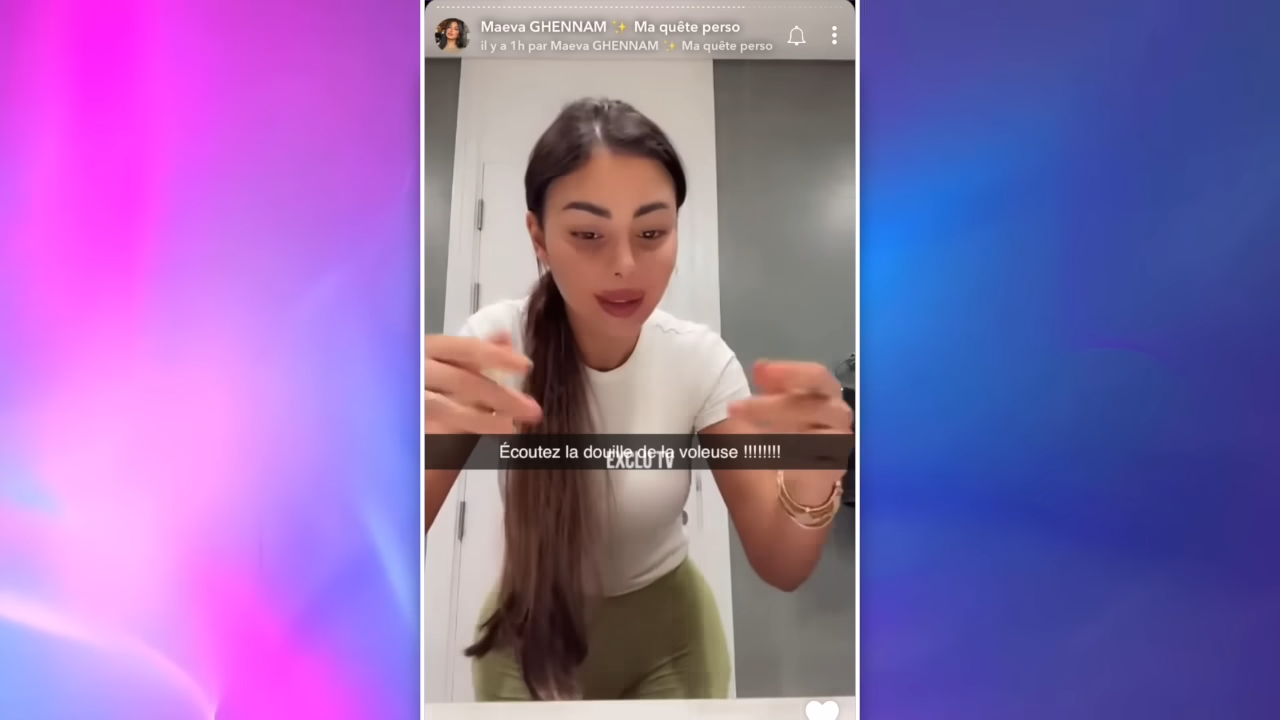 Maeva GHENNAM ✨ Ma quête perso
il y a 1h par Maeva GHENNAM ✨ Ma quête perso
Écoutez la douille de la voleuse !!!!!!!!
EXCLU TV